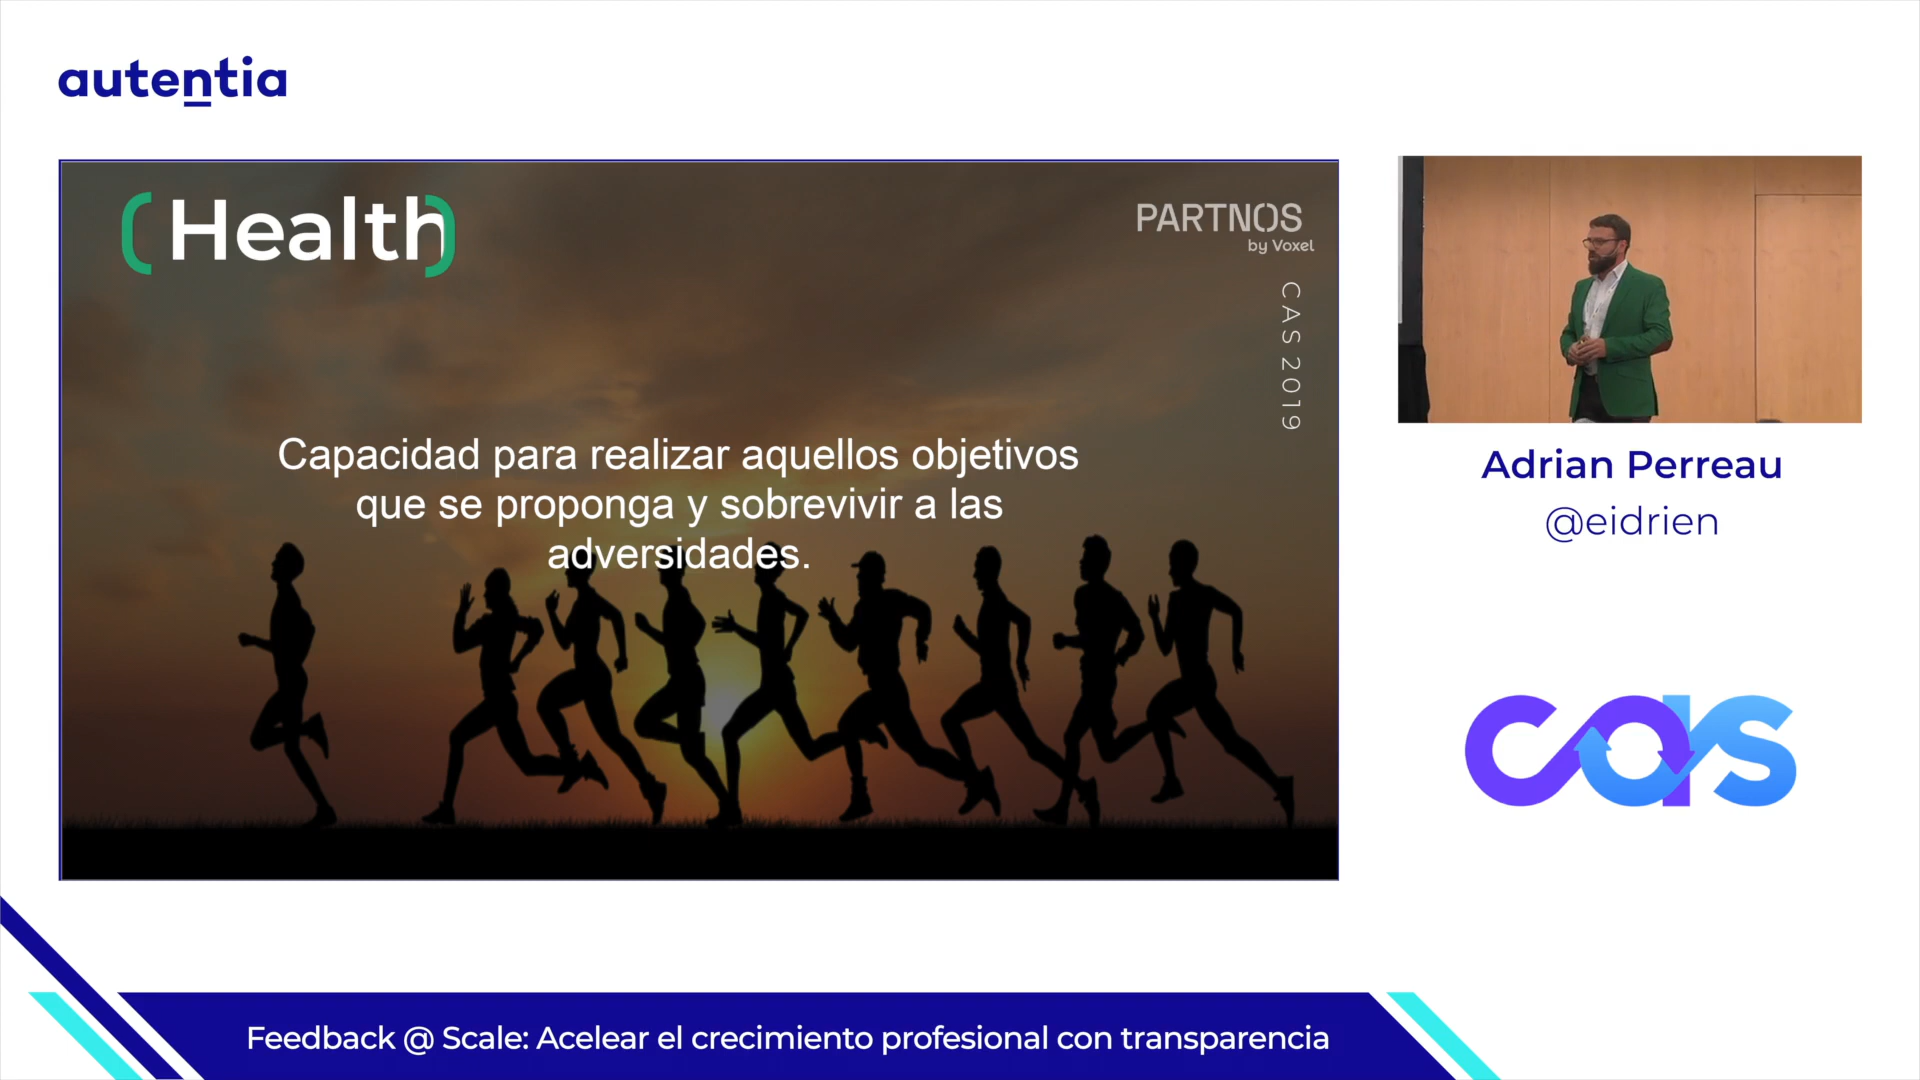 autentia
(Health)
PARTNOS
by Voxel
CAS 2019
Capacidad para realizar aquellos objetivos
que se proponga y sobrevivir a las
adversidades.
Adrian Perreau
@eidrien
cas
Feedback @ Scale: Acelear el crecimiento profesional con transparencia